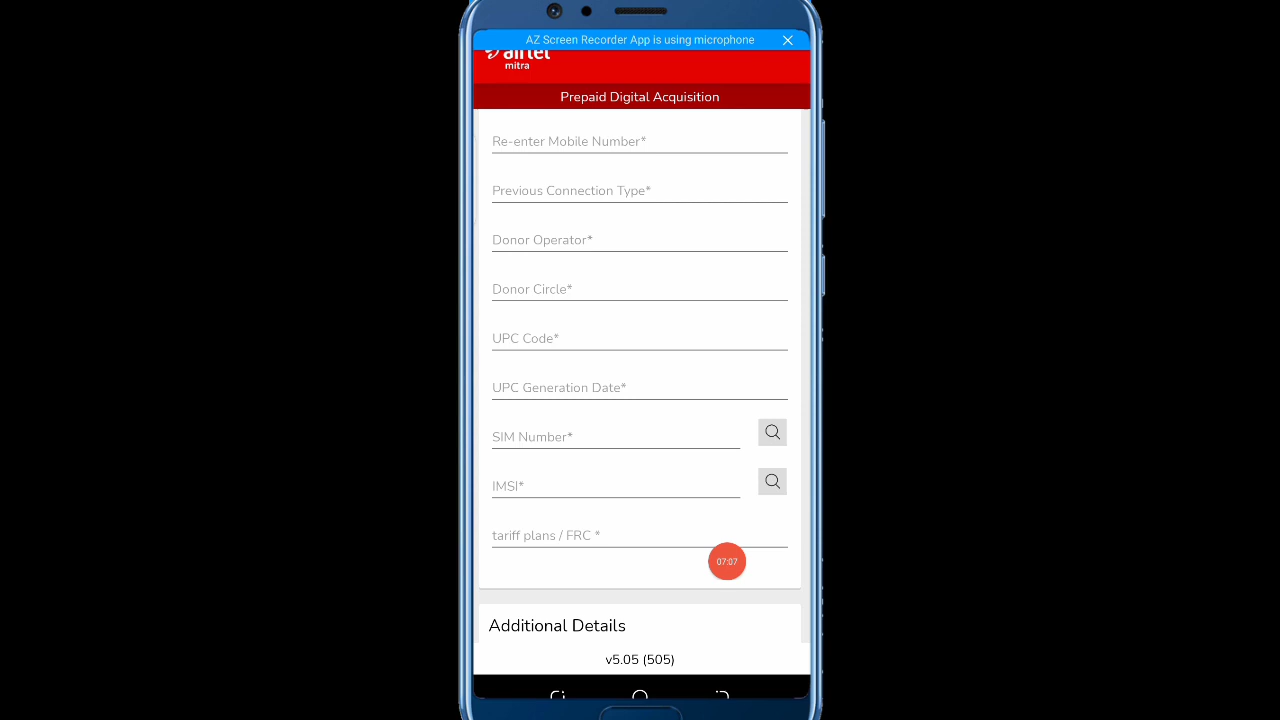 AZ Screen Recorder App is using microphone
airtel
mitra
Prepaid Digital Acquisition
Re-enter Mobile Number*
Previous Connection Type*
Donor Operator*
Donor Circle*
UPC Code*
UPC Generation Date*
SIM Number*
IMSI*
tariff plans / FRC *
07:07
Additional Details
v5.05 (505)